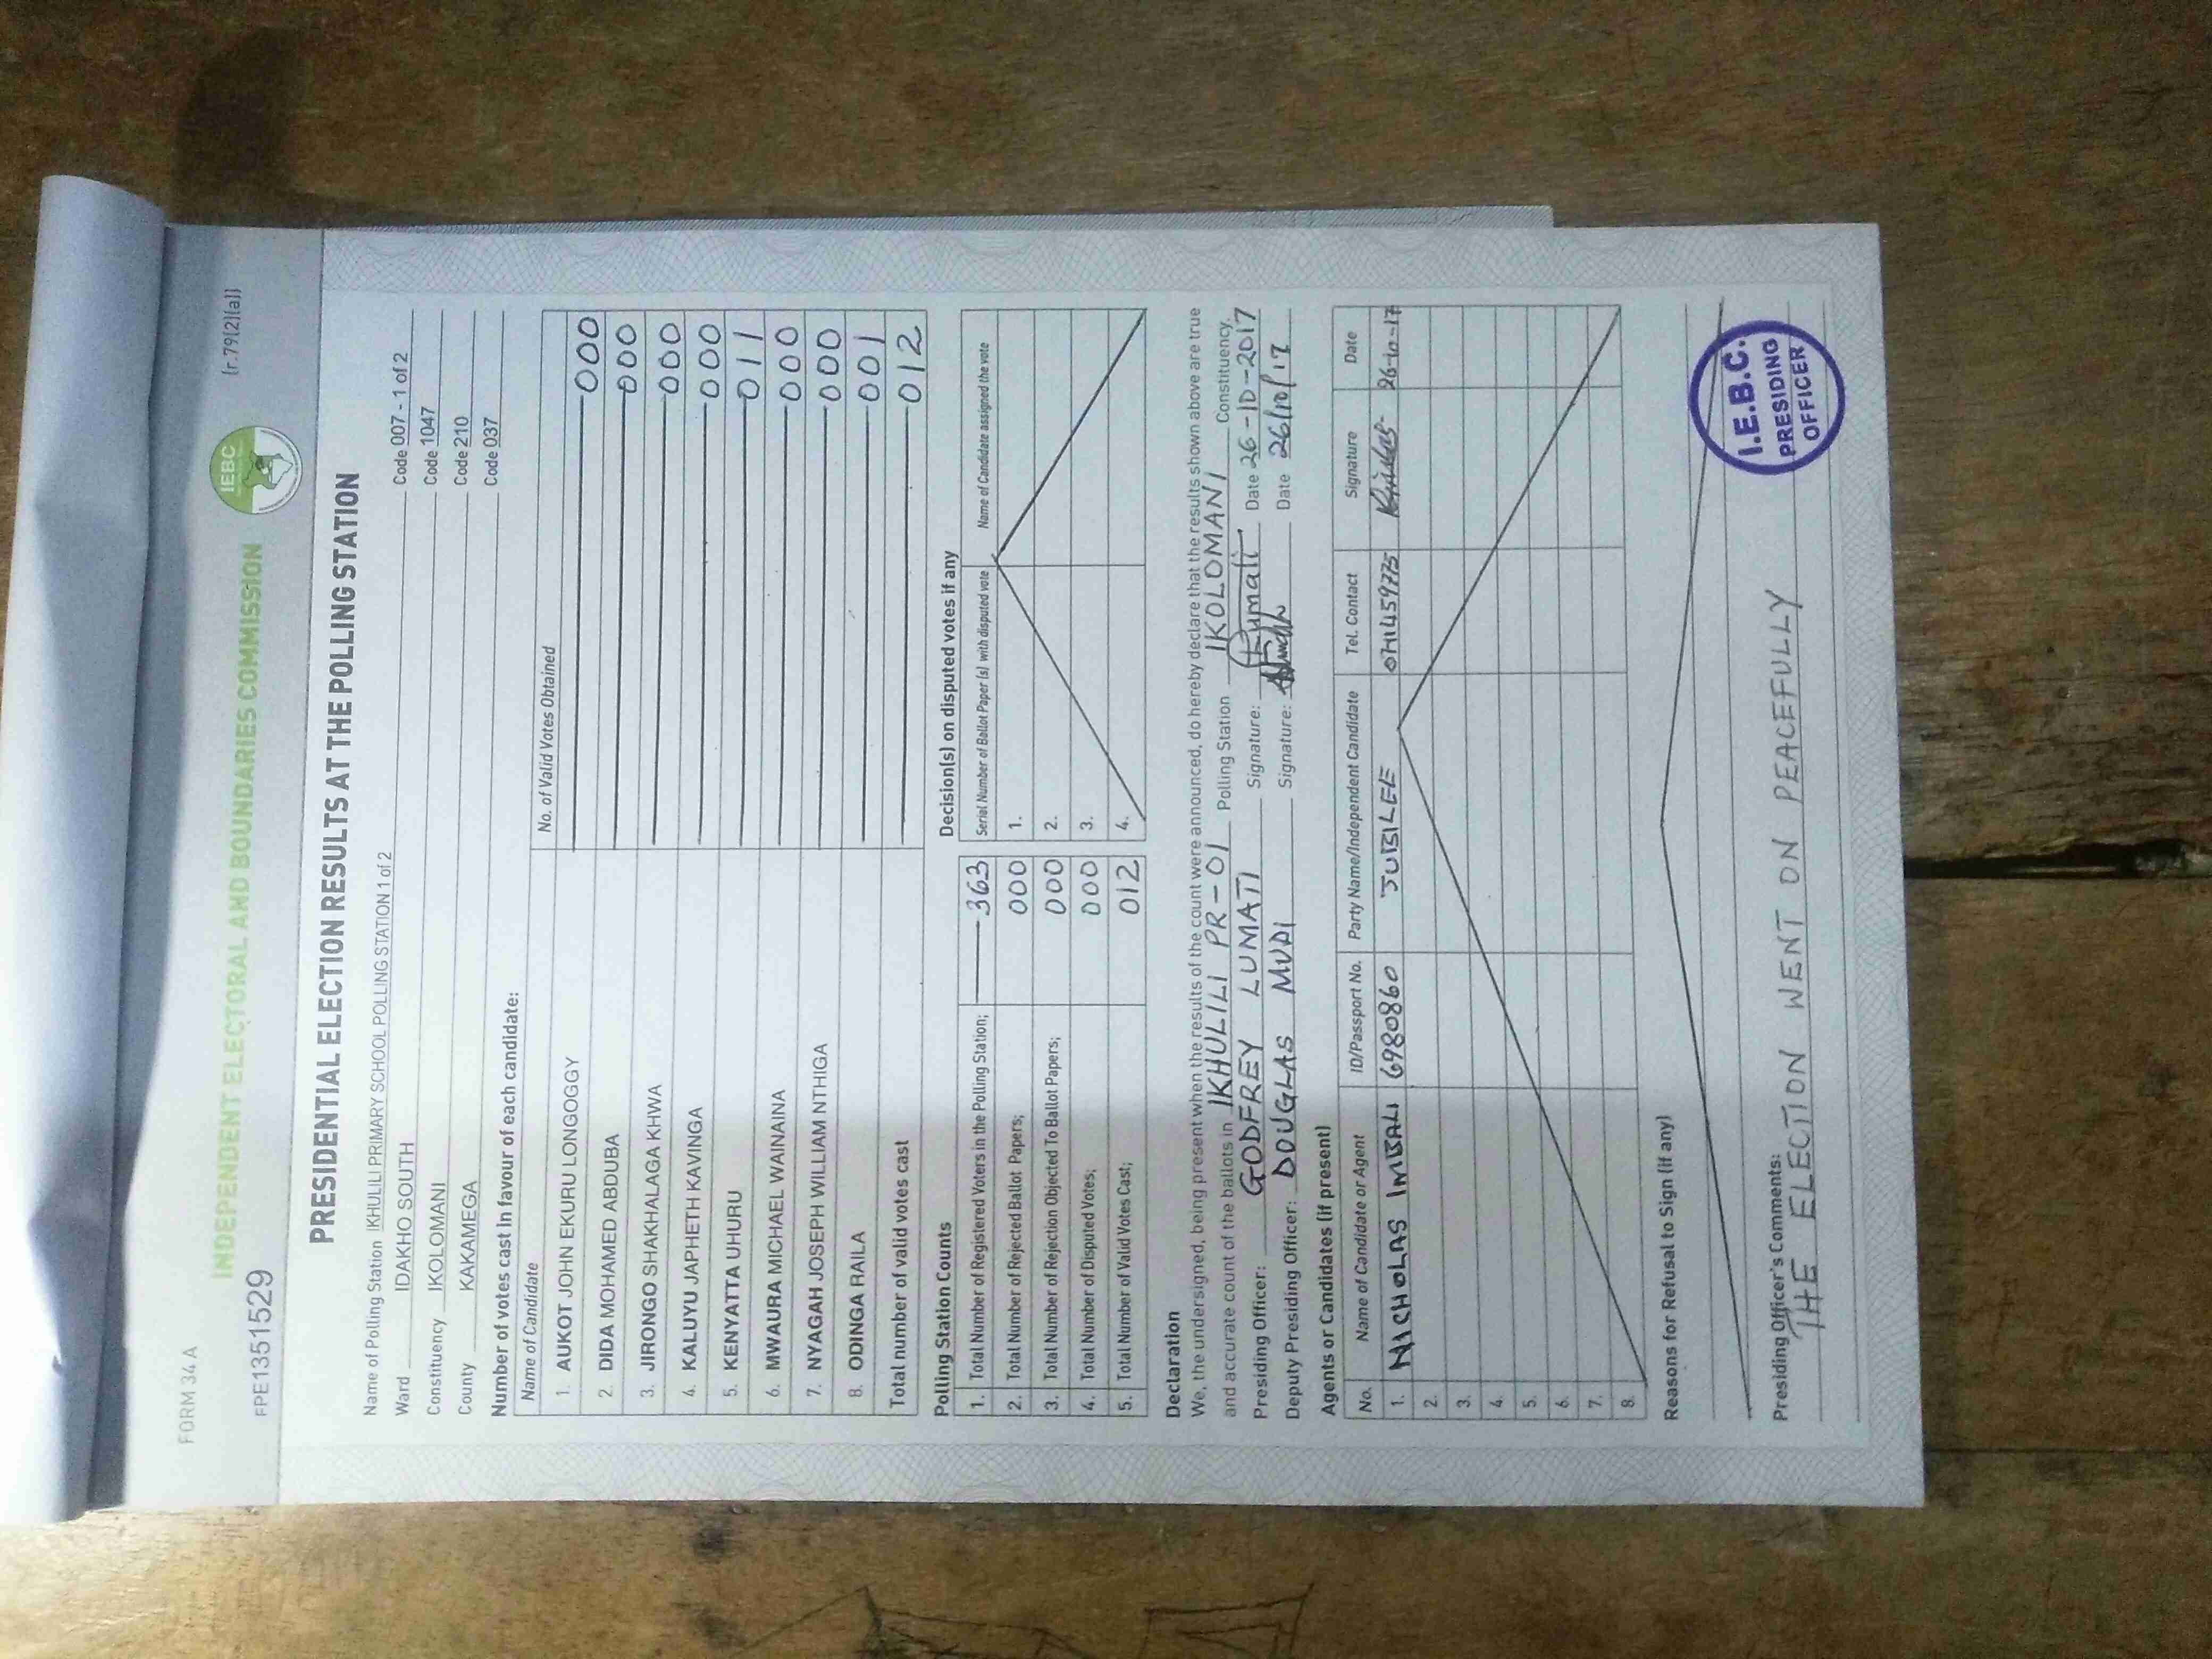 FORM 34A
INDEPENDENT ELECTORAL AND BOUNDARIES COMMISSION
IEBC
(r.79(2)(a))
FPE1351529
PRESIDENTIAL ELECTION RESULTS AT THE POLLING STATION
Name of Polling Station IKHULILI PRIMARY SCHOOL POLLING STATION 1 of 2 Code 007 - 1 of 2
Ward IDAKHO SOUTH Code 1047
Constituency IKOLOMANI Code 210
County KAKAMEGA Code 037
Number of votes cast in favour of each candidate:
Name of Candidate No. of Valid Votes Obtained
1. AUKOT JOHN EKURU LONGOGGY 000
2. DIDA MOHAMED ABDUBA 000
3. JIRONGO SHAKHALAGA KHWA 000
4. KALUYU JAPHETH KAVINGA 000
5. KENYATTA UHURU 011
6. MWAURA MICHAEL WAINAINA 000
7. NYAGAH JOSEPH WILLIAM NTHIGA 000
8. ODINGA RAILA 001
Total number of valid votes cast 012
Polling Station Counts
1. Total Number of Registered Voters in the Polling Station; 363
2. Total Number of Rejected Ballot Papers; 000
3. Total Number of Rejection Objected To Ballot Papers; 000
4. Total Number of Disputed Votes; 000
5. Total Number of Valid Votes Cast; 012
Decision(s) on disputed votes if any
Serial Number of Ballot Paper (s) with disputed vote Name of Candidate assigned the vote
1.
2.
3.
4.
Declaration
We, the undersigned, being present when the results of the count were announced, do hereby declare that the results shown above are true
and accurate count of the ballots in IKHULILI PR - 01 Polling Station IKOLOMANI Constituency.
Presiding Officer: GODFREY LUMATI Signature: Date 26-10-2017
Deputy Presiding Officer: DOUGLAS MUDI Signature: Date 26/10/17
Agents or Candidates (if present)
No. Name of Candidate or Agent ID/Passport No. Party Name/Independent Candidate Tel. Contact Signature Date
1. NICHOLAS IMBALI 6980860 JUBILEE 26-10-17
2.
3.
4.
5.
6.
7.
8.
Reasons for Refusal to Sign (if any)
Presiding Officer's Comments:
THE ELECTION WENT ON PEACEFULLY
I.E.B.C.
PRESIDING
OFFICER